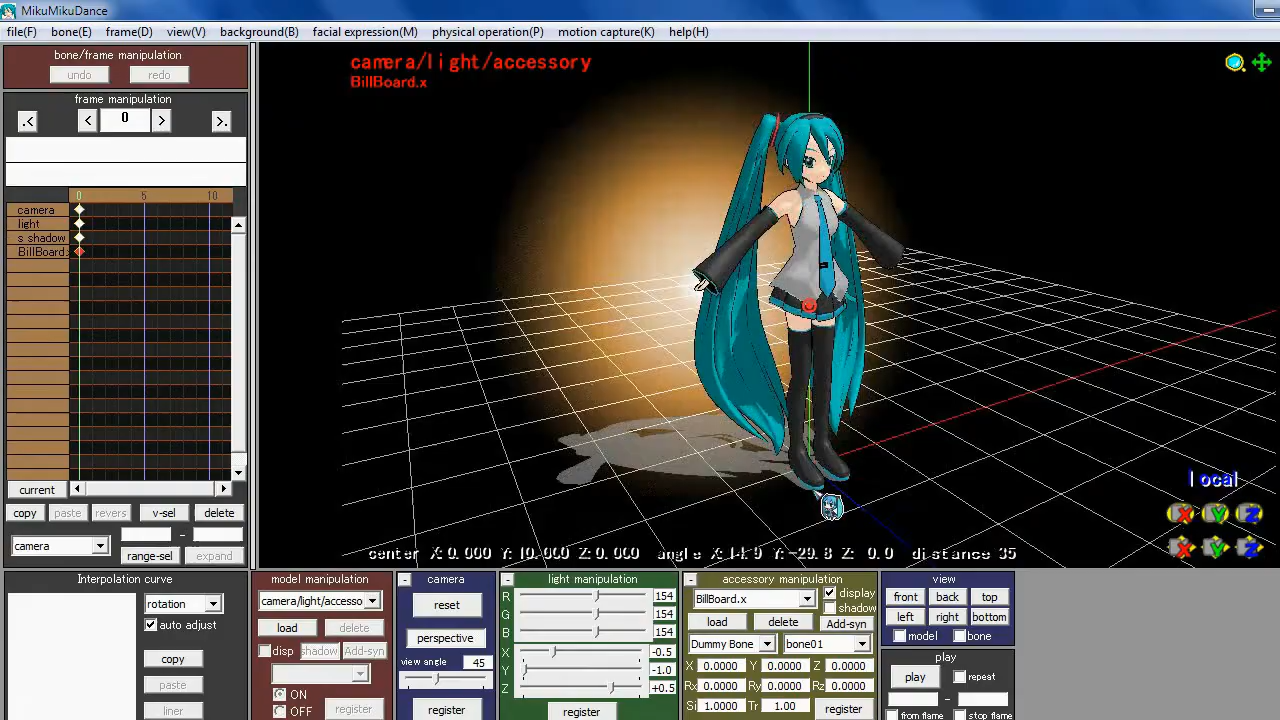 MikuMikuDance
file(F) bone(E) frame(D) view(V) background(B) facial expression(M) physical operation(P) motion capture(K) help(H)
bone/frame manipulation
undo redo
frame manipulation
.< < 0 > >.
0 5 10
camera
light
s shadow
BillBoard.
current
copy paste revers v-sel delete
camera -
range-sel expand
camera/light/accessory
BillBoard.x
local
X Y Z
X Y Z
center X:0.000 Y:10.000 Z:0.000 angle X:14.9 Y:-29.8 Z: 0.0 distance 35
Interpolation curve
rotation
auto adjust
copy
paste
liner
model manipulation
camera/light/accesso
load delete
disp shadow Add-syn
ON
OFF register
- camera
reset
perspective
view angle 45
register
- light manipulation
R 154
G 154
B 154
X -0.5
Y -1.0
Z +0.5
register
- accessory manipulation
BillBoard.x display
shadow
load delete Add-syn
Dummy Bone bone01
X 0.0000 Y 0.0000 Z 0.0000
Rx 0.0000 Ry 0.0000 Rz 0.0000
Si 1.0000 Tr 1.00 register
view
front back top
left right bottom
model bone
play
play repeat
-
from flame stop flame